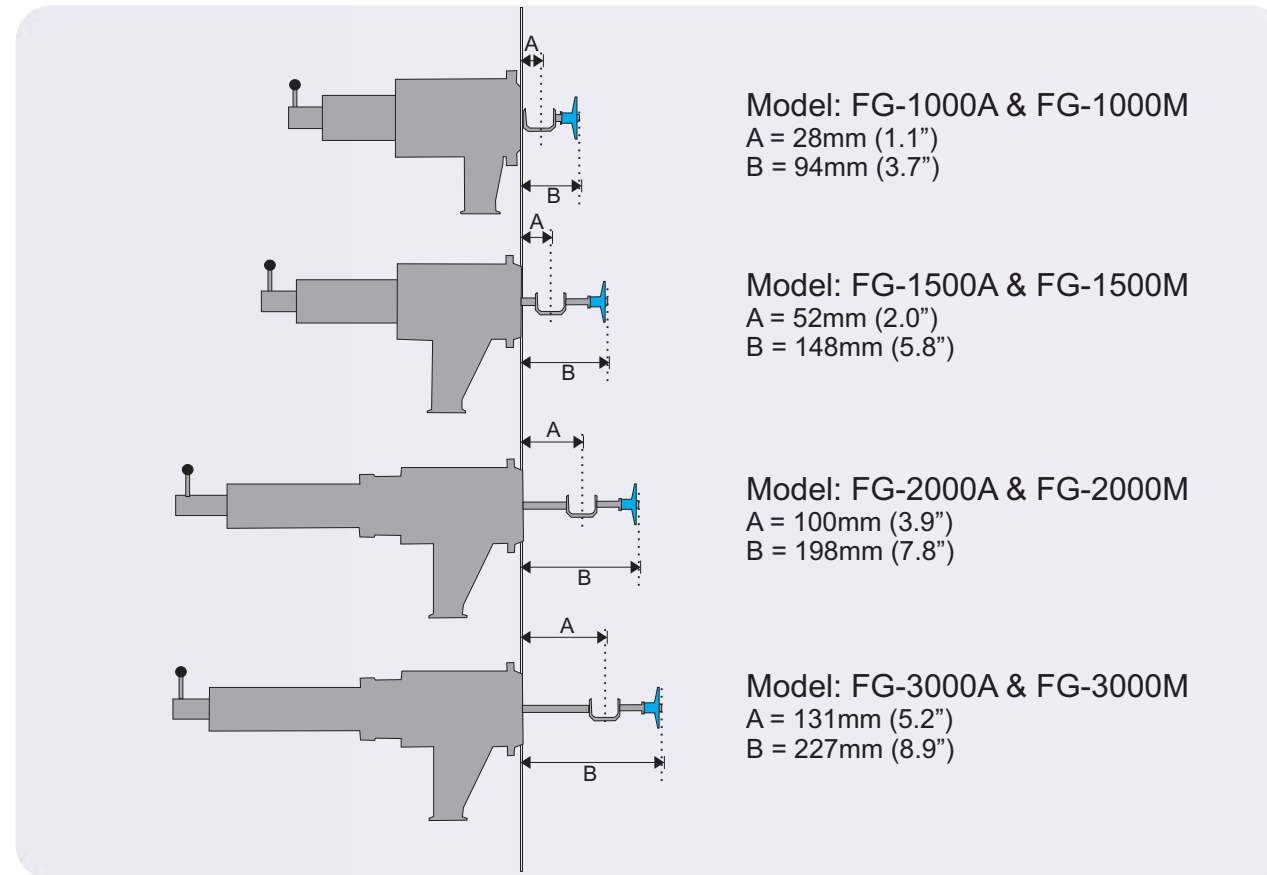 A
Model: FG-1000A & FG-1000M
A = 28mm (1.1”)
B = 94mm (3.7”)
B
A
Model: FG-1500A & FG-1500M
A = 52mm (2.0”)
B = 148mm (5.8”)
B
A
Model: FG-2000A & FG-2000M
A = 100mm (3.9”)
B = 198mm (7.8”)
B
A
Model: FG-3000A & FG-3000M
A = 131mm (5.2”)
B = 227mm (8.9”)
B